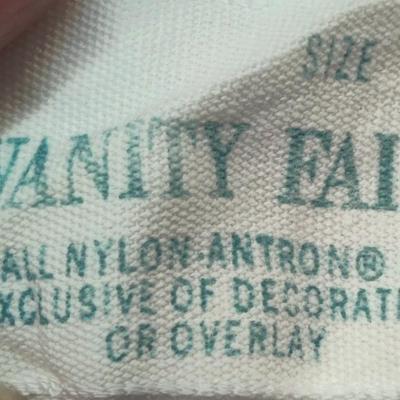 SIZE
VANITY FAI
ALL NYLON-ANTRON®
XCLUSIVE OF DECORATI
OR OVERLAY